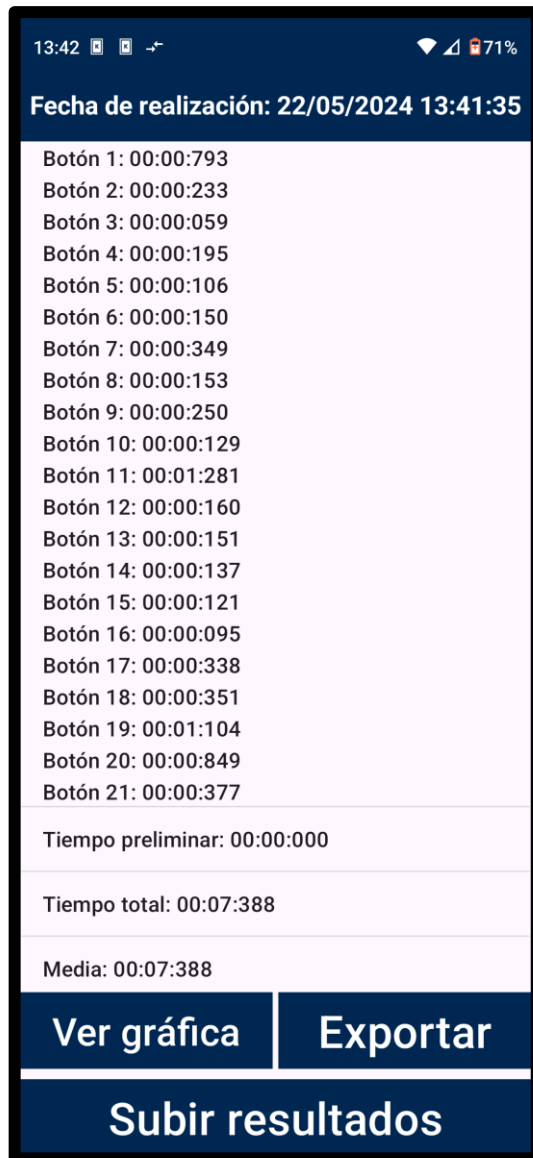 13:42 71%
Fecha de realización: 22/05/2024 13:41:35
Botón 1: 00:00:793
Botón 2: 00:00:233
Botón 3: 00:00:059
Botón 4: 00:00:195
Botón 5: 00:00:106
Botón 6: 00:00:150
Botón 7: 00:00:349
Botón 8: 00:00:153
Botón 9: 00:00:250
Botón 10: 00:00:129
Botón 11: 00:01:281
Botón 12: 00:00:160
Botón 13: 00:00:151
Botón 14: 00:00:137
Botón 15: 00:00:121
Botón 16: 00:00:095
Botón 17: 00:00:338
Botón 18: 00:00:351
Botón 19: 00:01:104
Botón 20: 00:00:849
Botón 21: 00:00:377
Tiempo preliminar: 00:00:000
Tiempo total: 00:07:388
Media: 00:07:388
Ver gráfica Exportar
Subir resultados